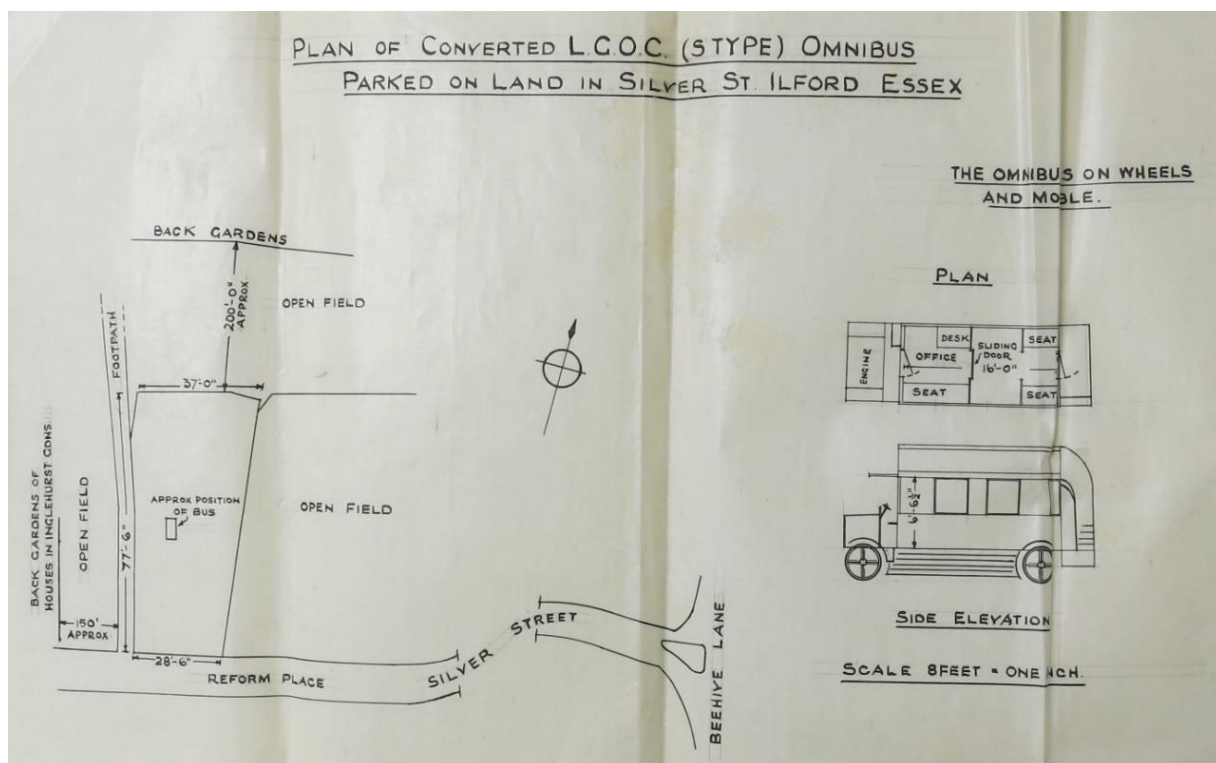 PLAN OF CONVERTED L.G.O.C. (S TYPE) OMNIBUS
PARKED ON LAND IN SILVER ST. ILFORD ESSEX
THE OMNIBUS ON WHEELS
AND MOBLE.
BACK GARDENS
200'-0"
APPROX.
OPEN FIELD
FOOTPATH
37'-0"
BACK GARDENS OF
HOUSES IN INGLEHURST GDNS
OPEN FIELD
77'-6"
APPROX POSITION
OF BUS
OPEN FIELD
150'
APPROX.
28'-6"
REFORM PLACE
SILVER STREET
BEEHIVE LANE
PLAN
ENGINE
OFFICE
DESK
SLIDING
DOOR
16'-0"
SEAT
SEAT
SEAT
6'-6½"
SIDE ELEVATION
SCALE 8FEET = ONE NCH.